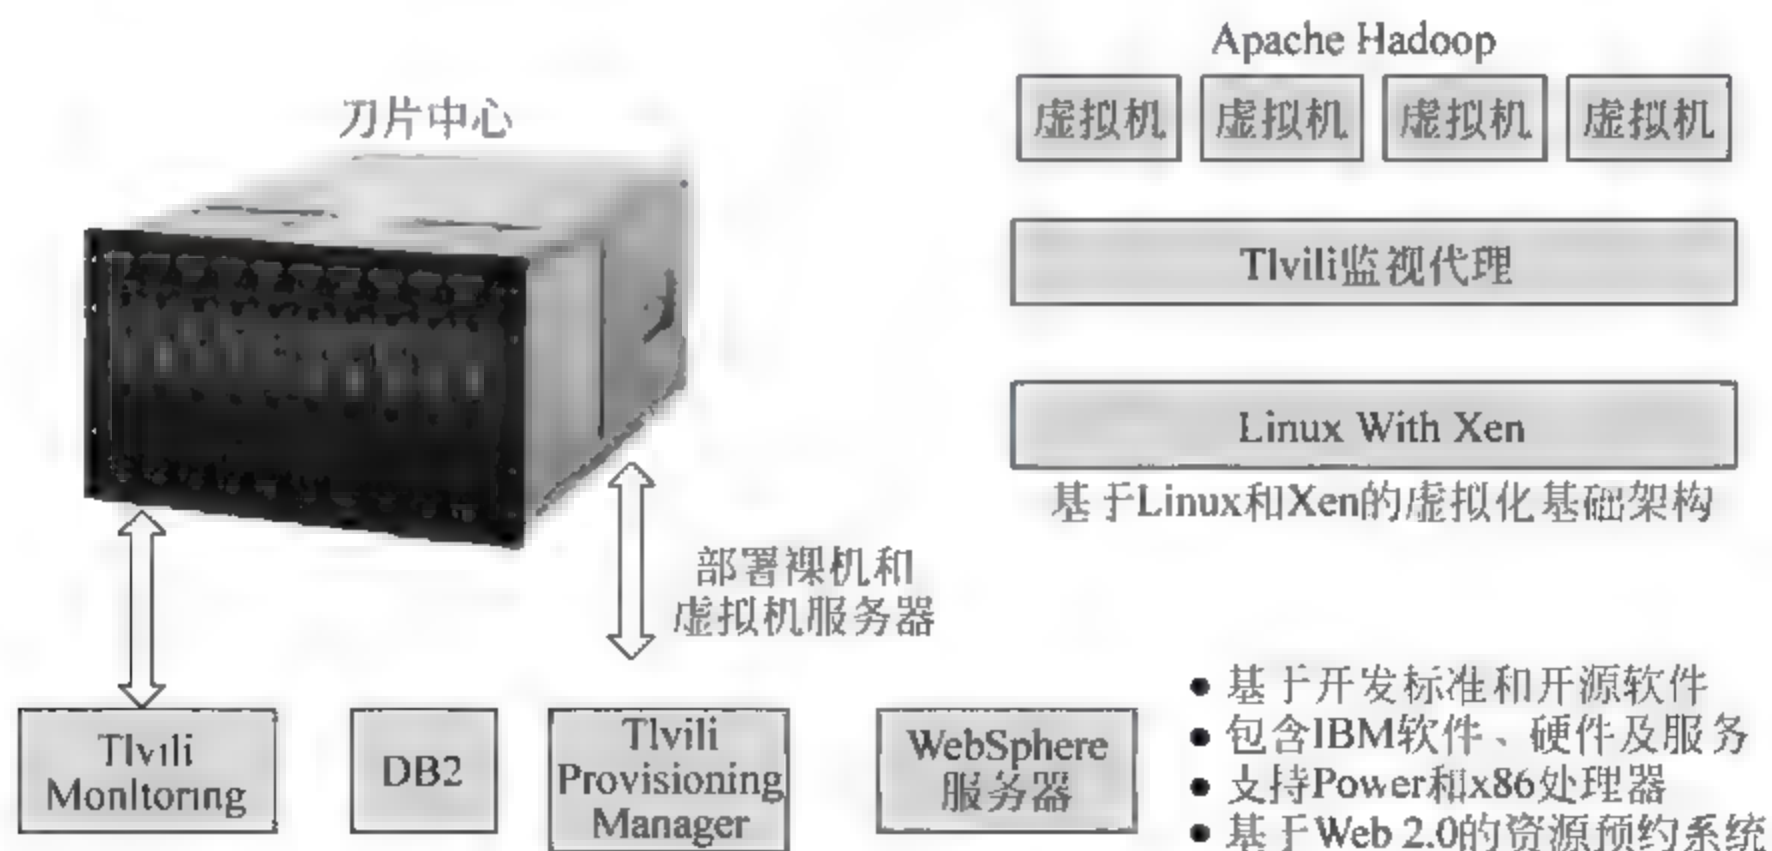 Apache Hadoop
刀片中心
虚拟机 虚拟机 虚拟机 虚拟机
Tlvili监视代理
Linux With Xen
基于Linux和Xen的虚拟化基础架构
部署裸机和
虚拟机服务器
Tlvili
Monltoring
DB2
Tlvili
Provisioning
Manager
WebSphere
服务器
• 基于开发标准和开源软件
• 包含IBM软件、硬件及服务
• 支持Power和x86处理器
• 基于Web 2.0的资源预约系统